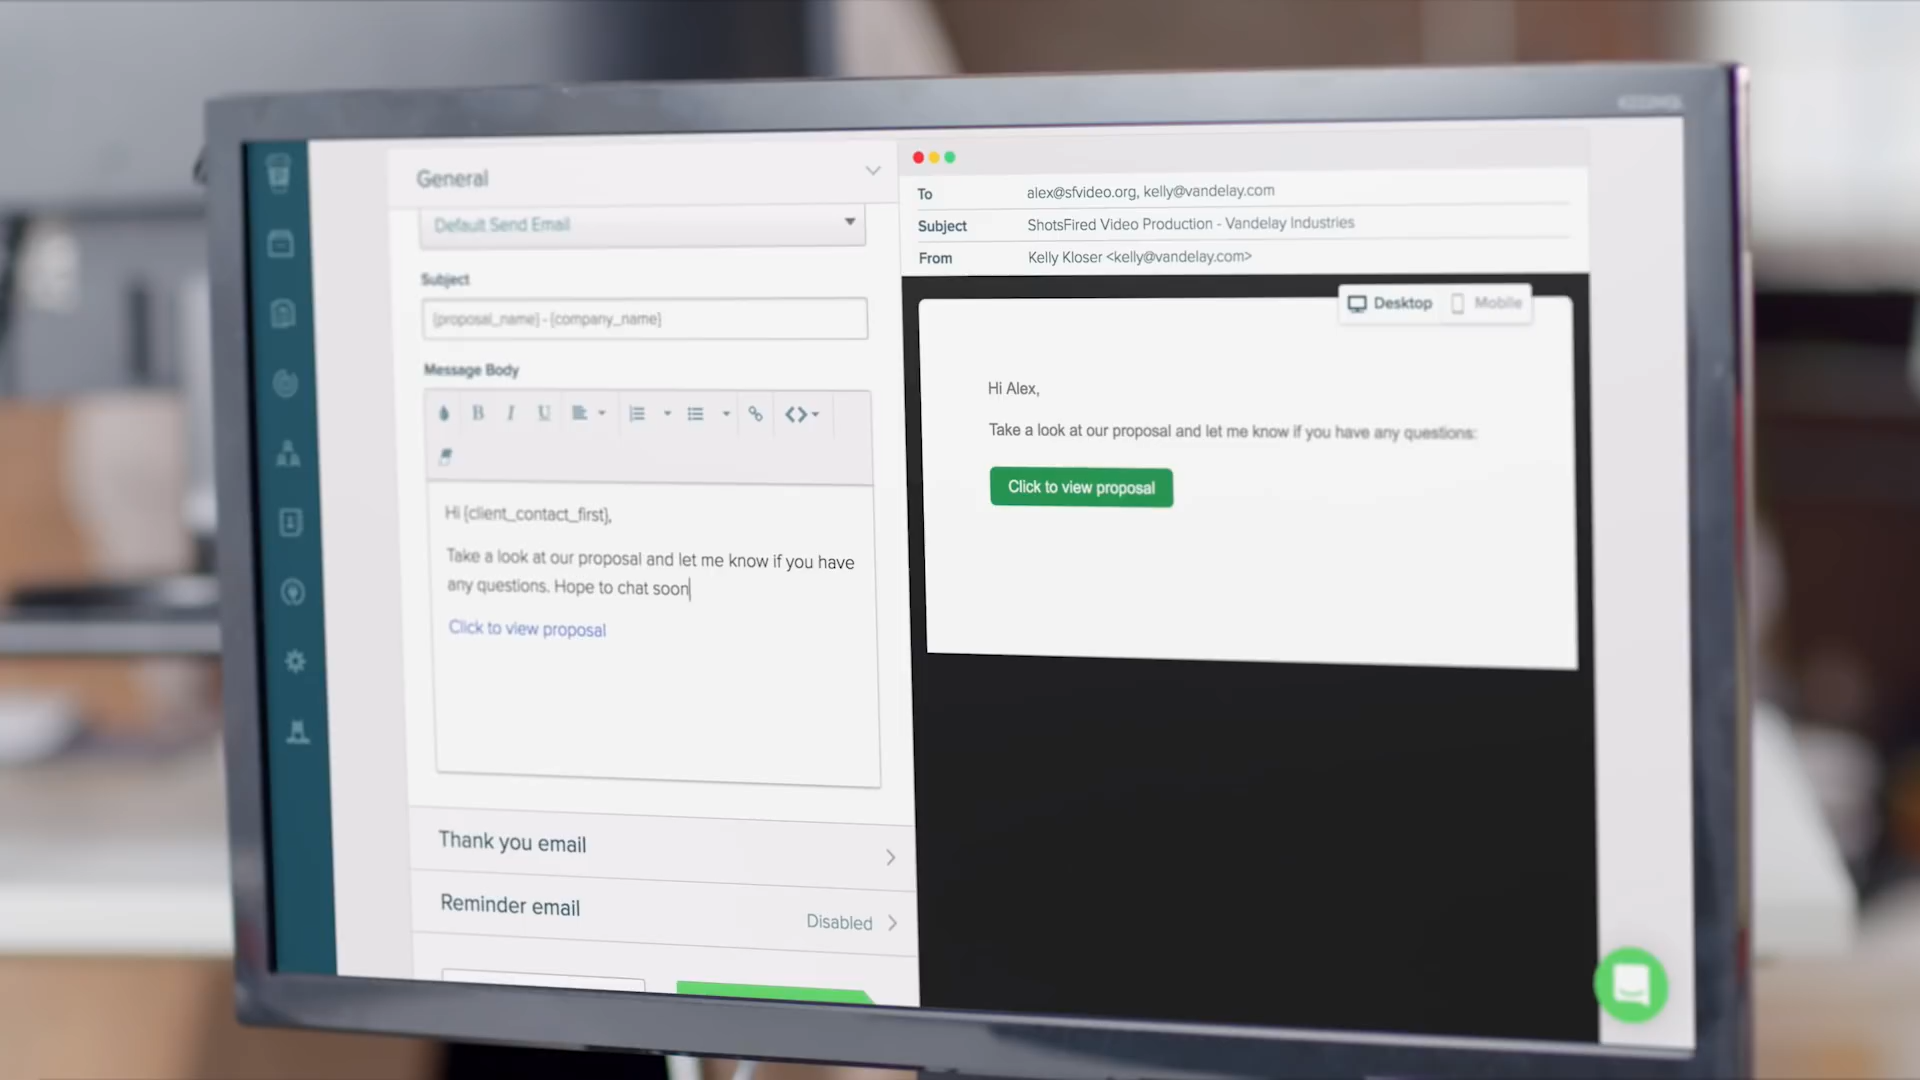 General
Default Send Email
Subject
{proposal_name} - {company_name}
Message Body
B I U
Hi {client_contact_first},
Take a look at our proposal and let me know if you have
any questions. Hope to chat soon
Click to view proposal
Thank you email
Reminder email
Disabled
To alex@sfvideo.org, kelly@vandelay.com
Subject ShotsFired Video Production - Vandelay Industries
From Kelly Kloser <kelly@vandelay.com>
Desktop Mobile
Hi Alex,
Take a look at our proposal and let me know if you have any questions:
Click to view proposal